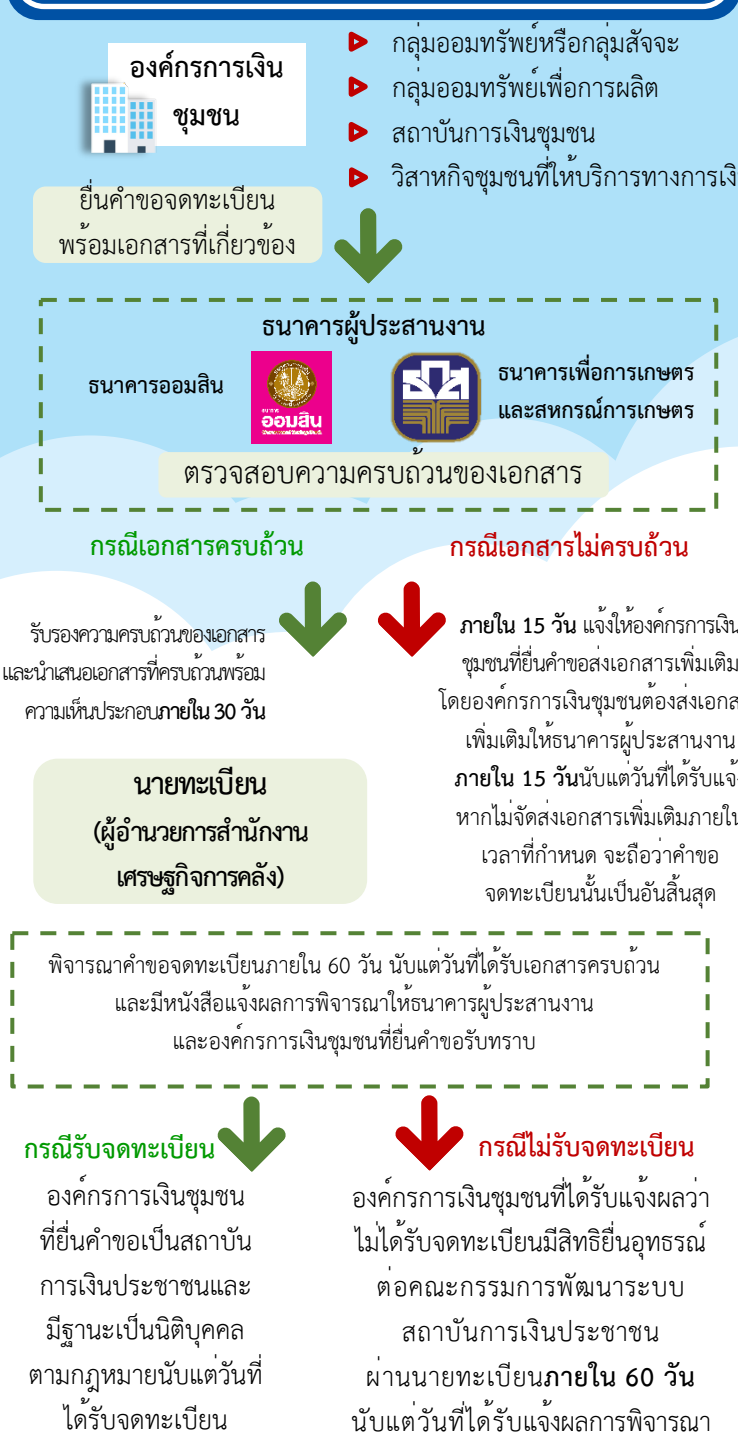 องค์กรการเงิน
ชุมชน
กลุ่มออมทรัพย์หรือกลุ่มสัจจะ
กลุ่มออมทรัพย์เพื่อการผลิต
สถาบันการเงินชุมชน
วิสาหกิจชุมชนที่ให้บริการทางการเงิ
ยื่นคำขอจดทะเบียน
พร้อมเอกสารที่เกี่ยวข้อง
ธนาคารผู้ประสานงาน
ธนาคารออมสิน
ธนาคาร
ออมสิน
ธกส
ธนาคารเพื่อการเกษตร
และสหกรณ์การเกษตร
ตรวจสอบความครบถ้วนของเอกสาร
กรณีเอกสารครบถ้วน
รับรองความครบถ้วนของเอกสาร
และนำเสนอเอกสารที่ครบถ้วนพร้อม
ความเห็นประกอบภายใน 30 วัน
กรณีเอกสารไม่ครบถ้วน
ภายใน 15 วัน แจ้งให้องค์กรการเงิน
ชุมชนที่ยื่นคำขอส่งเอกสารเพิ่มเติม
โดยองค์กรการเงินชุมชนต้องส่งเอกส
เพิ่มเติมให้ธนาคารผู้ประสานงาน
ภายใน 15 วันนับแต่วันที่ได้รับแจ้
หากไม่จัดส่งเอกสารเพิ่มเติมภายใน
เวลาที่กำหนด จะถือว่าคำขอ
จดทะเบียนนั้นเป็นอันสิ้นสุด
นายทะเบียน
(ผู้อำนวยการสำนักงาน
เศรษฐกิจการคลัง)
พิจารณาคำขอจดทะเบียนภายใน 60 วัน นับแต่วันที่ได้รับเอกสารครบถ้วน
และมีหนังสือแจ้งผลการพิจารณาให้ธนาคารผู้ประสานงาน
และองค์กรการเงินชุมชนที่ยื่นคำขอรับทราบ
กรณีรับจดทะเบียน
องค์กรการเงินชุมชน
ที่ยื่นคำขอเป็นสถาบัน
การเงินประชาชนและ
มีฐานะเป็นนิติบุคคล
ตามกฎหมายนับแต่วันที่
ได้รับจดทะเบียน
กรณีไม่รับจดทะเบียน
องค์กรการเงินชุมชนที่ได้รับแจ้งผลว่า
ไม่ได้รับจดทะเบียนมีสิทธิยื่นอุทธรณ์
ต่อคณะกรรมการพัฒนาระบบ
สถาบันการเงินประชาชน
ผ่านนายทะเบียนภายใน 60 วัน
นับแต่วันที่ได้รับแจ้งผลการพิจารณา